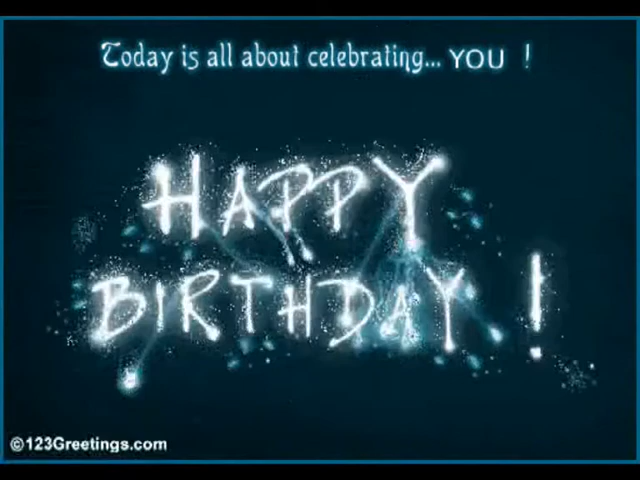 Today is all about celebrating... YOU !
HAPPY
BIRTHDAY !
©123Greetings.com